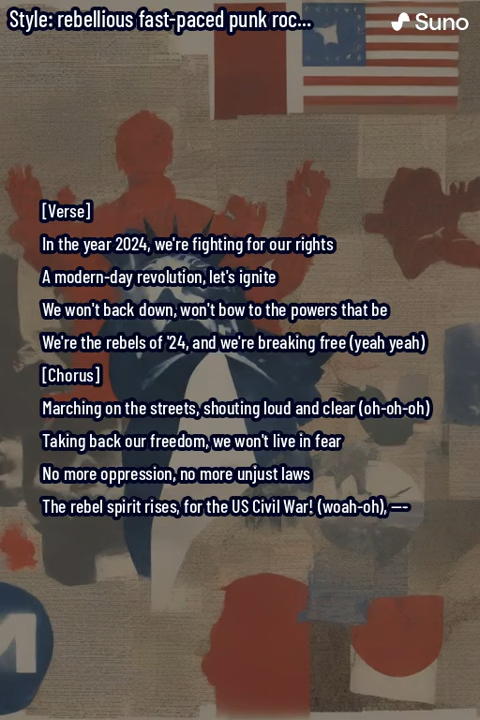 Style: rebellious fast-paced punk roc...
Suno
[Verse]
In the year 2024, we're fighting for our rights
A modern-day revolution, let's ignite
We won't back down, won't bow to the powers that be
We're the rebels of '24, and we're breaking free (yeah yeah)
[Chorus]
Marching on the streets, shouting loud and clear (oh-oh-oh)
Taking back our freedom, we won't live in fear
No more oppression, no more unjust laws
The rebel spirit rises, for the US Civil War! (woah-oh), ---